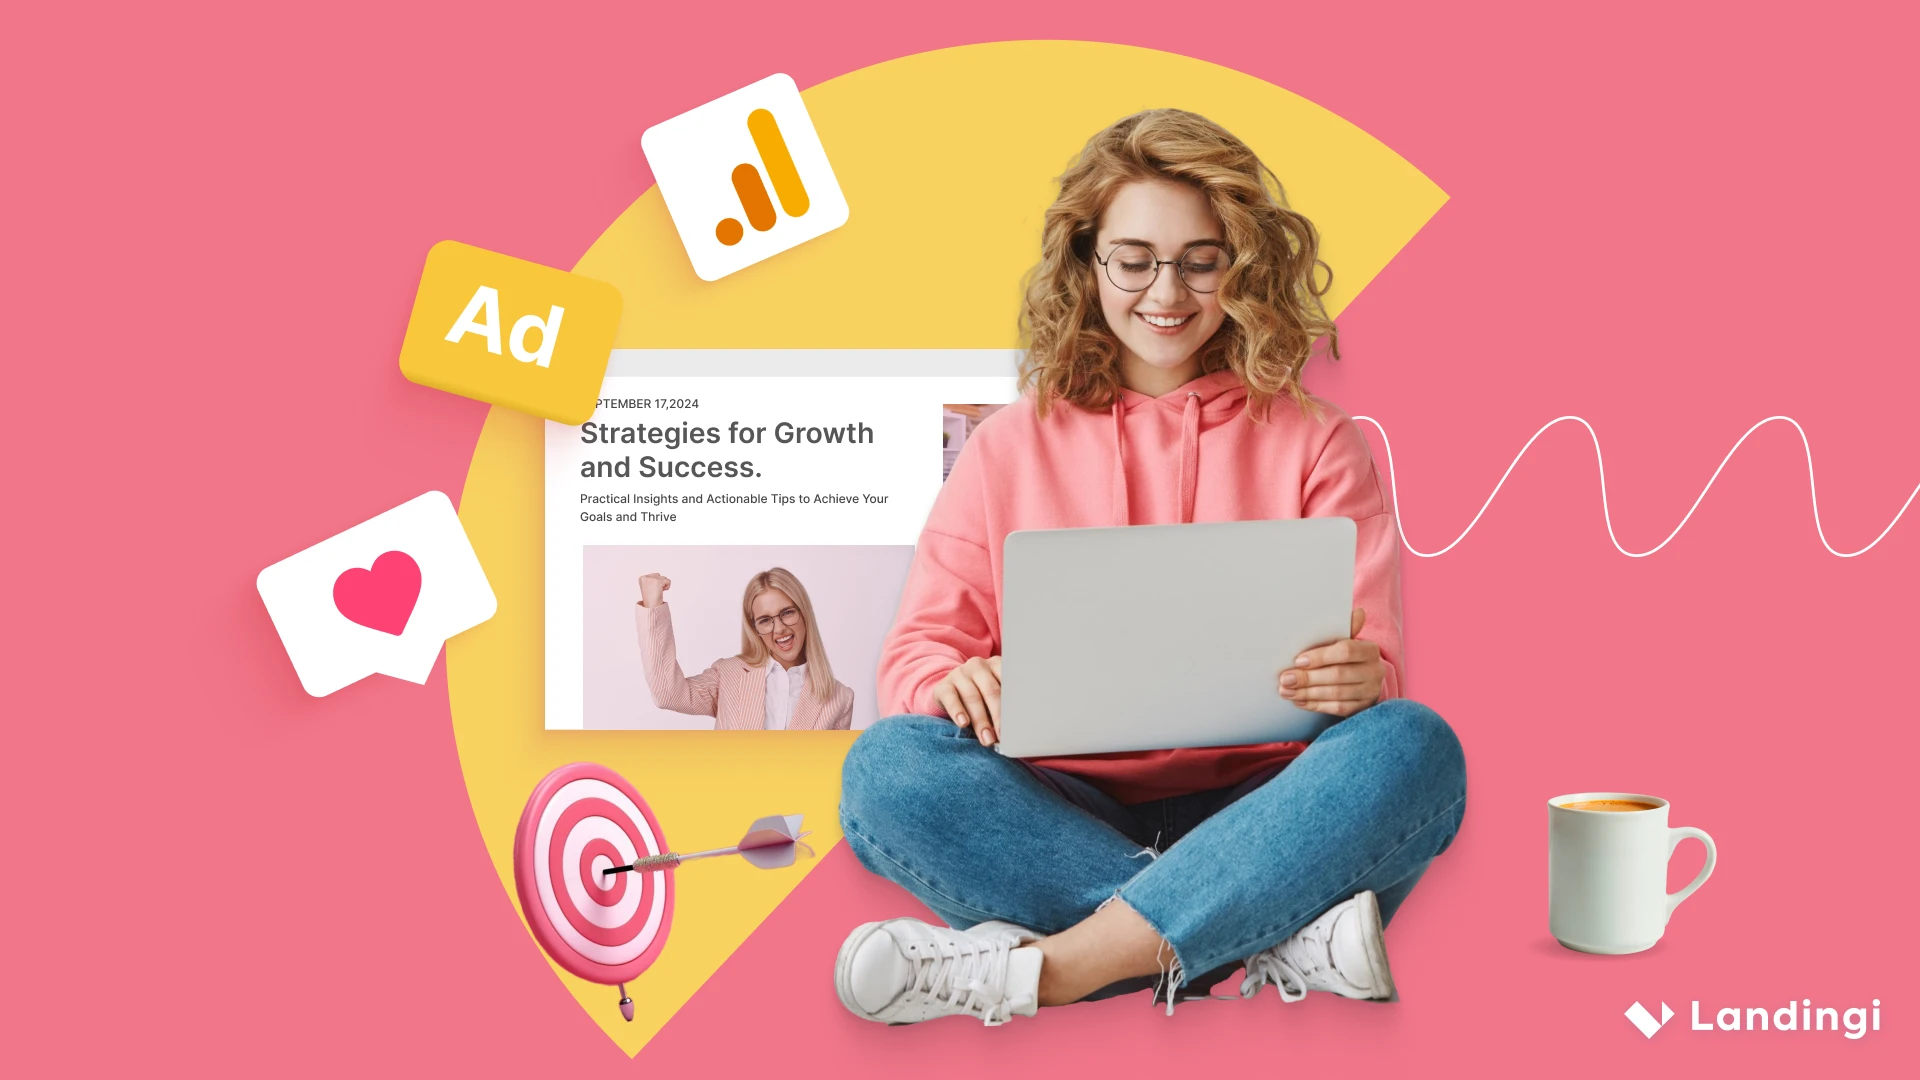 Ad
PTEMBER 17,2024
Strategies for Growth
and Success.
Practical Insights and Actionable Tips to Achieve Your
Goals and Thrive
Landingi